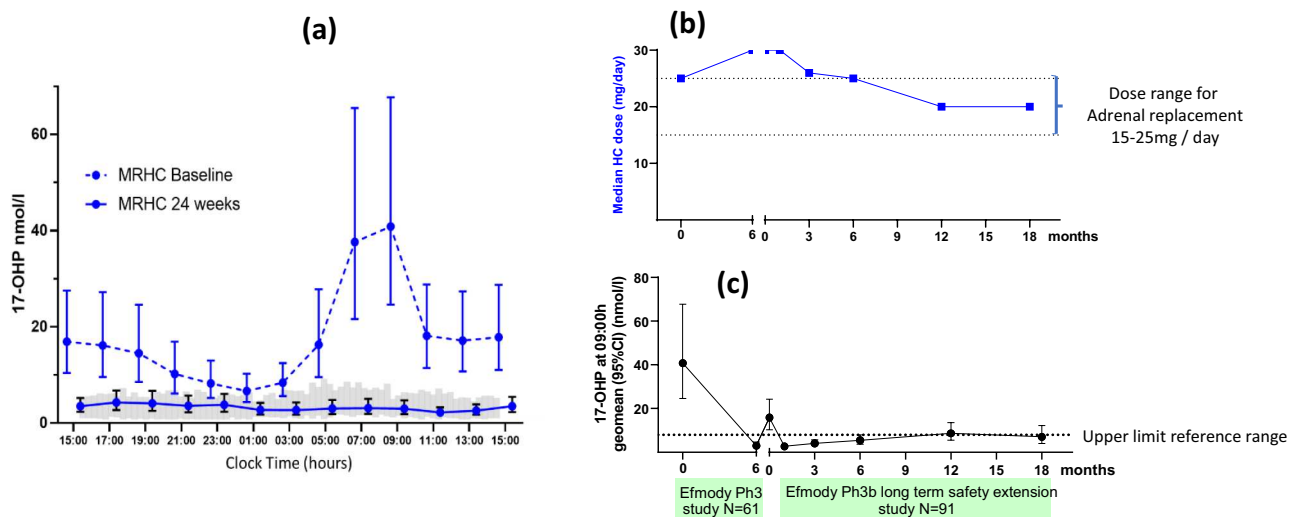 (a)
17-OHP nmol/l
60
40
20
0
MRHC Baseline
MRHC 24 weeks
15:00 17:00 19:00 21:00 23:00 01:00 03:00 05:00 07:00 09:00 11:00 13:00 15:00
Clock Time (hours)
(b)
Median HC dose (mg/day)
30
20
10
0 6 0 3 6 9 12 15 18 months
Dose range for
Adrenal replacement
15-25mg / day
(c)
17-OHP at 09:00h
geomean (95%CI) (nmol/l)
80
60
40
20
0 6 0 3 6 9 12 15 18 months
Upper limit reference range
Efmody Ph3
study N=61
Efmody Ph3b long term safety extension
study N=91